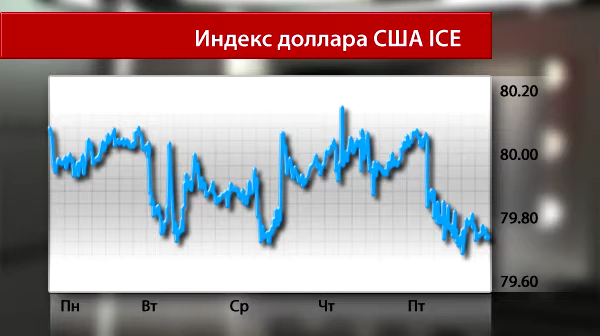 Индекс доллара США ICE
80.20
80.00
79.80
79.60
Пн Вт Ср Чт Пт